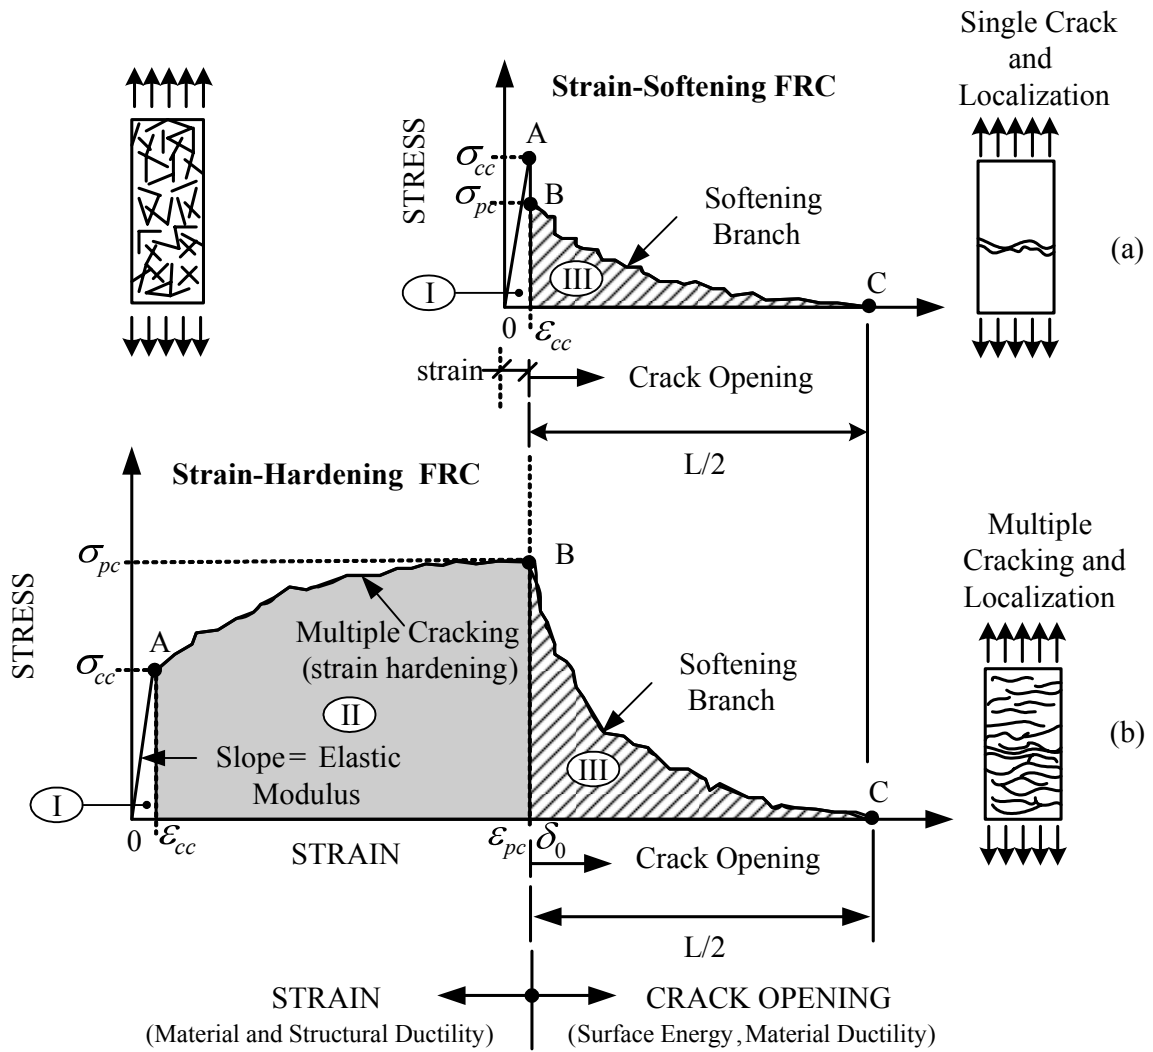 Single Crack
and
Localization
Strain-Softening FRC
STRESS
A
σcc
σpc
B
Softening
Branch
(a)
I
III
C
0
εcc
strain
Crack Opening
L/2
Strain-Hardening FRC
Multiple
Cracking and
Localization
STRESS
σpc
B
A
Multiple Cracking
(strain hardening)
σcc
Softening
Branch
II
(b)
Slope= Elastic
Modulus
III
I
C
0
εcc
STRAIN
εpc
δ0
Crack Opening
L/2
STRAIN
CRACK OPENING
(Material and Structural Ductility)
(Surface Energy, Material Ductility)